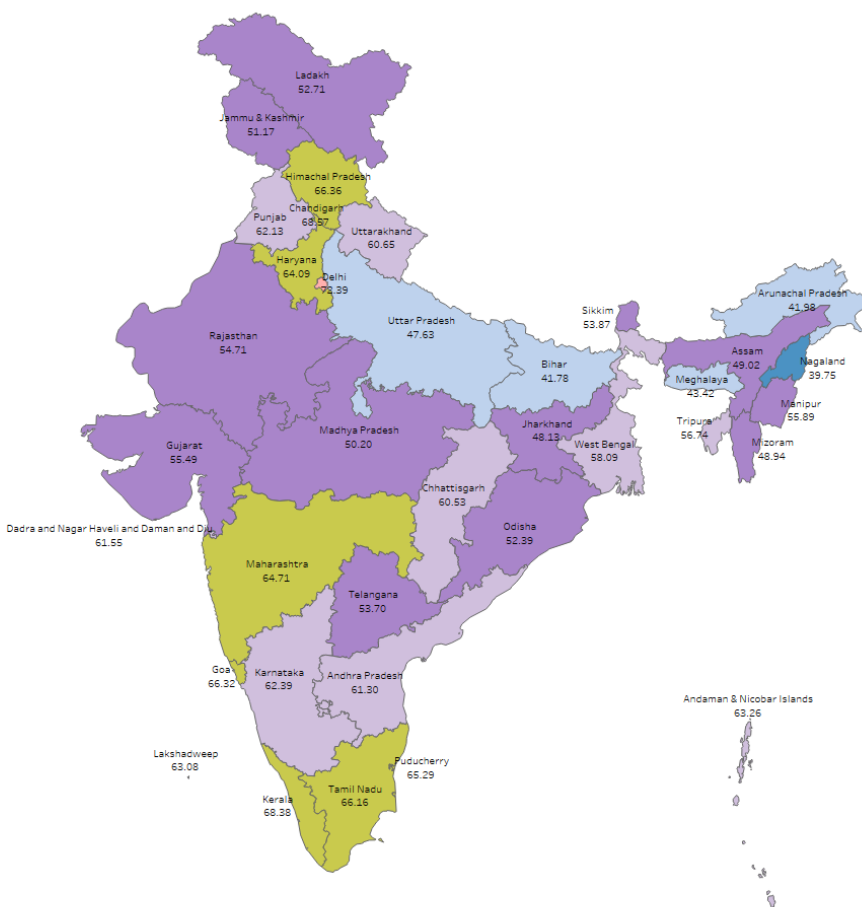 Ladakh
52.71
Jammu & Kashmir
51.17
Himachal Pradesh
66.36
Chandigarh
68.57
Punjab
62.13
Uttarakhand
60.65
Haryana
64.09
Delhi
72.39
Arunachal Pradesh
41.98
Sikkim
53.87
Uttar Pradesh
47.63
Rajasthan
54.71
Assam
49.02
Nagaland
39.75
Bihar
41.78
Meghalaya
43.42
Manipur
55.89
Tripura
56.74
Jharkhand
48.13
Madhya Pradesh
50.20
West Bengal
58.09
Mizoram
48.94
Gujarat
55.49
Chhattisgarh
60.53
Dadra and Nagar Haveli and Daman and Diu
61.55
Odisha
52.39
Maharashtra
64.71
Telangana
53.70
Goa
66.32
Karnataka
62.39
Andhra Pradesh
61.30
Andaman & Nicobar Islands
63.26
Lakshadweep
63.08
Puducherry
65.29
Tamil Nadu
66.16
Kerala
68.38